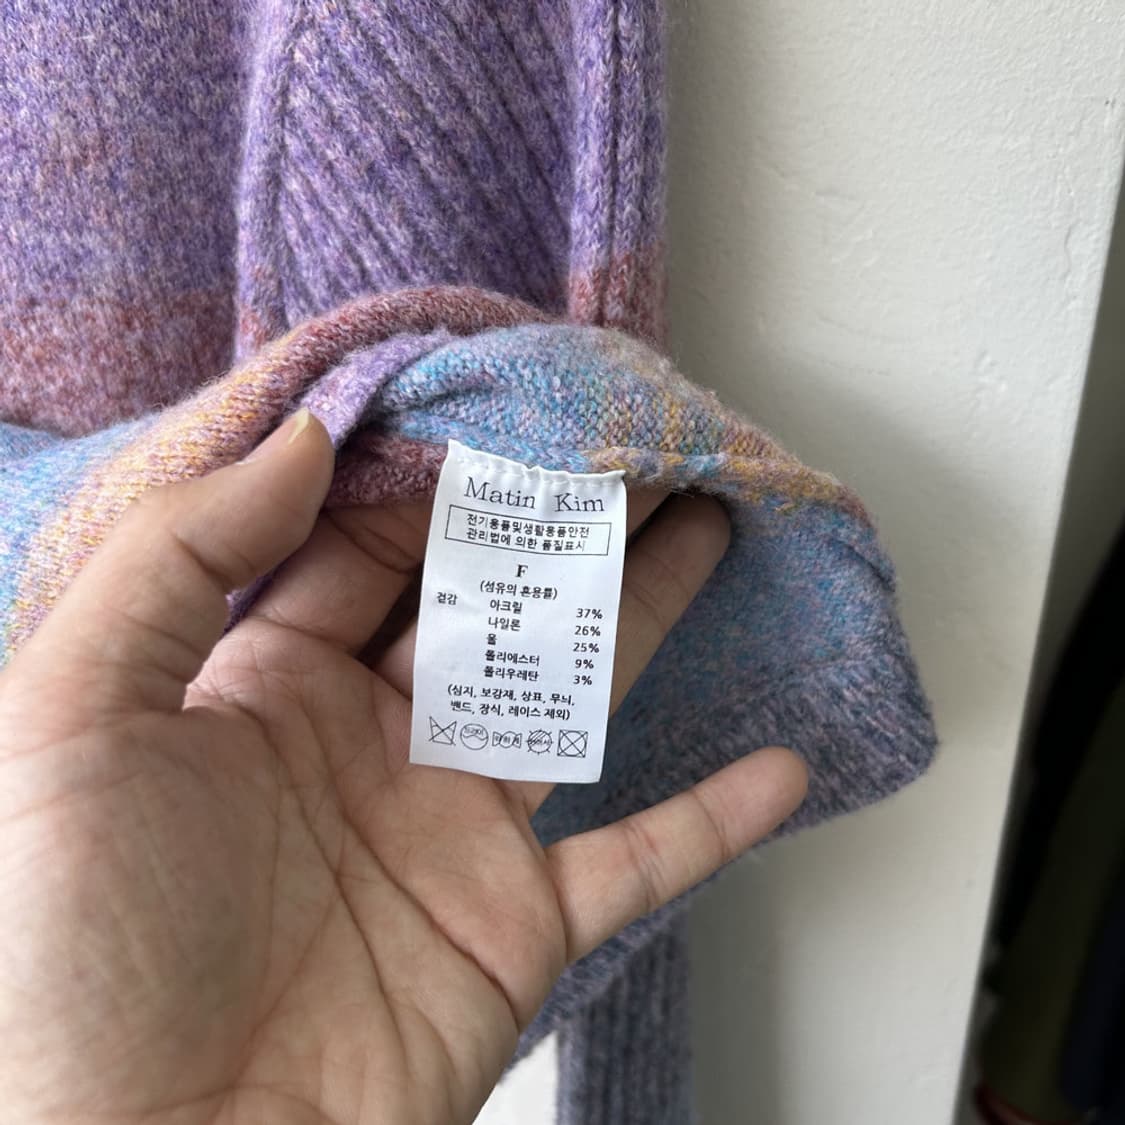 Matin Kim
전기용품및생활용품안전
관리법에 의한 품질표시
F
(섬유의 혼용률)
겉감 아크릴 37%
나일론 26%
울 25%
폴리에스터 9%
폴리우레탄 3%
(심지, 보강재, 상표, 무늬,
밴드, 장식, 레이스 제외)
드라이